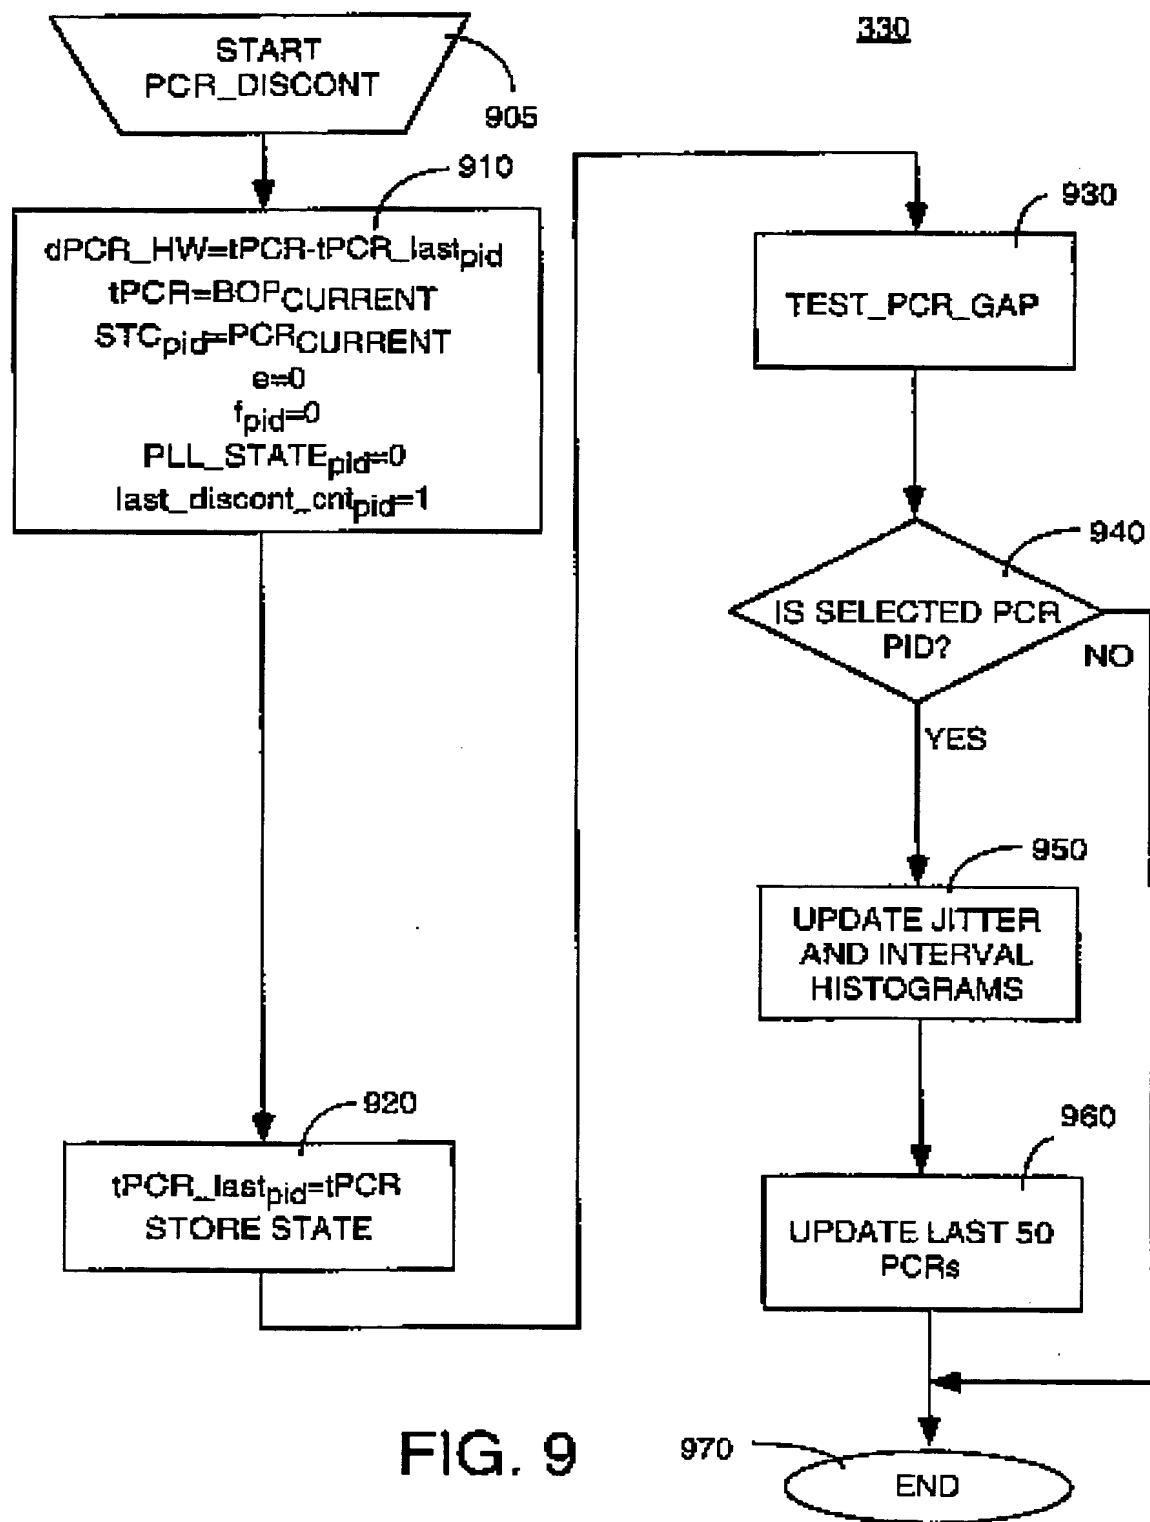 330
START
PCR_DISCONT
905
910
dPCR_HW=tPCR-tPCR_lastpid
tPCR=BOPCURRENT
STCpid=PCRCURRENT
e=0
fpid=0
PLL_STATEpid=0
last_discont_cntpid=1
920
tPCR_lastpid=tPCR
STORE STATE
930
TEST_PCR_GAP
940
IS SELECTED PCR
PID?
NO
YES
950
UPDATE JITTER
AND INTERVAL
HISTOGRAMS
960
UPDATE LAST 50
PCRs
970
END
FIG. 9